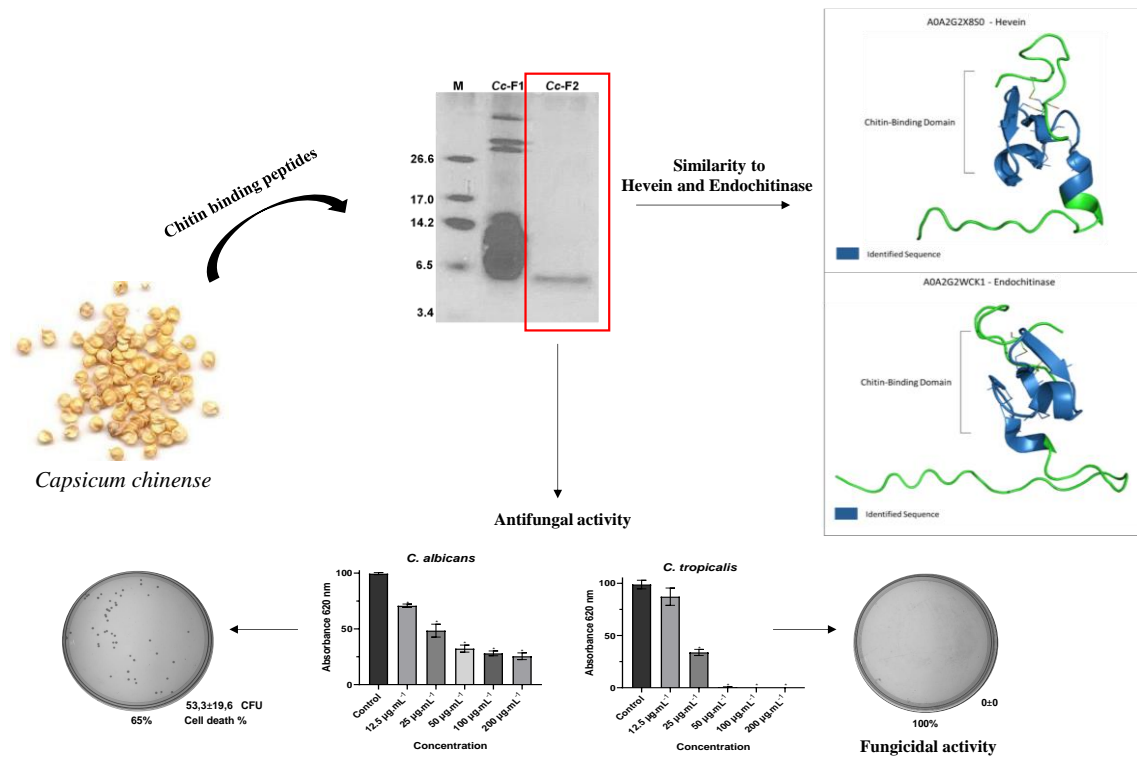 A0A2G2X8S0 - Hevein
Chitin-Binding Domain
Identified Sequence
M Cc-F1 Cc-F2
26.6
17.0
14.2
6.5
3.4
Chitin binding peptides
Similarity to
Hevein and Endochitinase
A0A2G2WCK1 - Endochitinase
Chitin-Binding Domain
Identified Sequence
Capsicum chinense
Antifungal activity
53,3±19,6 CFU
65% Cell death %
C. albicans
Absorbance 620 nm
100
50
0
Control
12.5 µg.mL-1
25 µg.mL-1
50 µg.mL-1
100 µg.mL-1
200 µg.mL-1
Concentration
C. tropicalis
Absorbance 620 nm
100
50
0
Control
12.5 µg.mL-1
25 µg.mL-1
50 µg.mL-1
100 µg.mL-1
200 µg.mL-1
Concentration
0±0
100%
Fungicidal activity